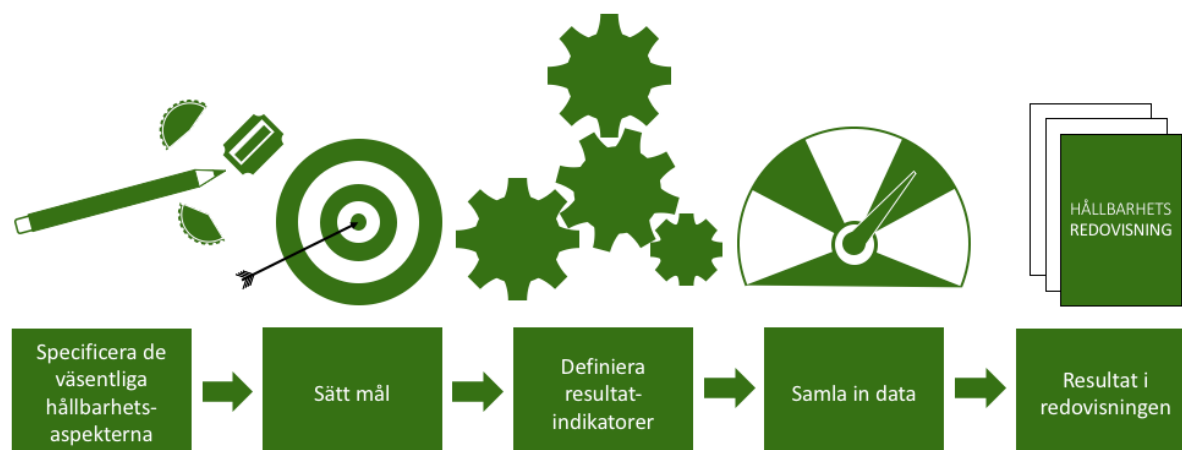 HÅLLBARHETS
REDOVISNING
Specificera de
väsentliga
hållbarhets-
aspekterna
Sätt mål
Definiera
resultat-
indikatorer
Samla in data
Resultat i
redovisningen